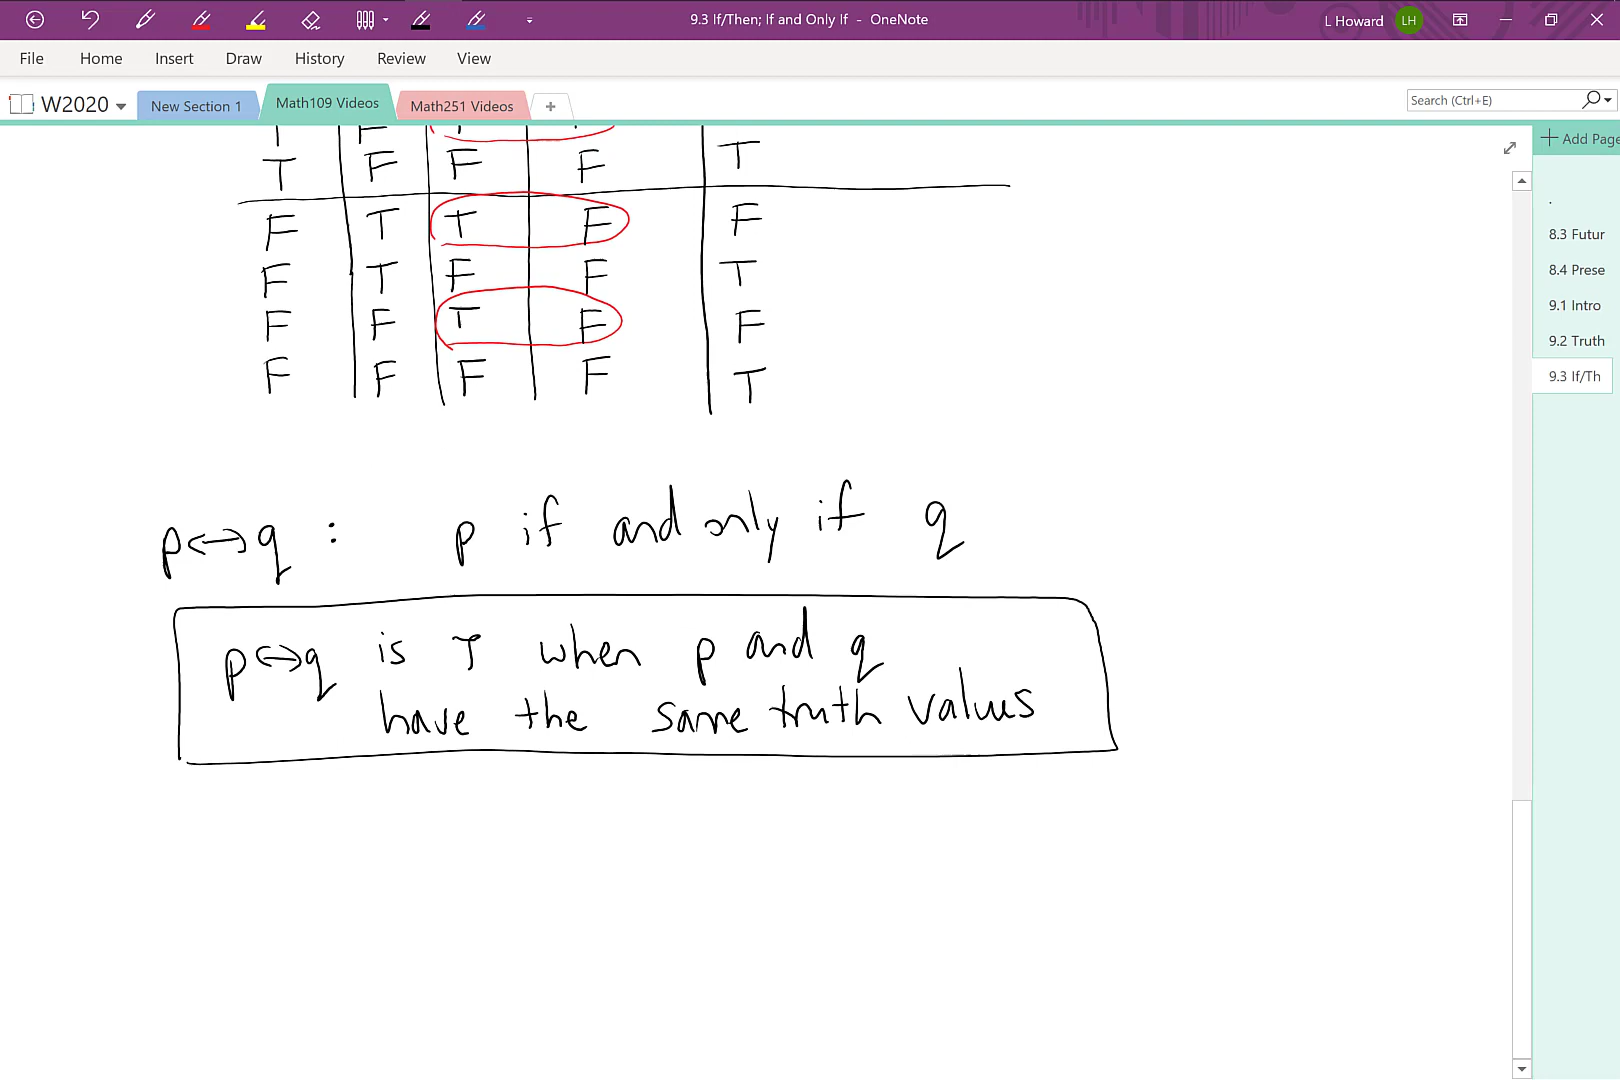 9.3 If/Then; If and Only If - OneNote
L Howard LH
File Home Insert Draw History Review View
W2020 New Section 1 Math109 Videos Math251 Videos
Search (Ctrl+E)
Add Page
.
8.3 Futur
8.4 Prese
9.1 Intro
9.2 Truth
9.3 If/Th
T F F F T
F T T F F
F T F F T
F F T F F
F F F F T
p↔q : p if and only if q
p↔q is T when p and q
have the same truth values